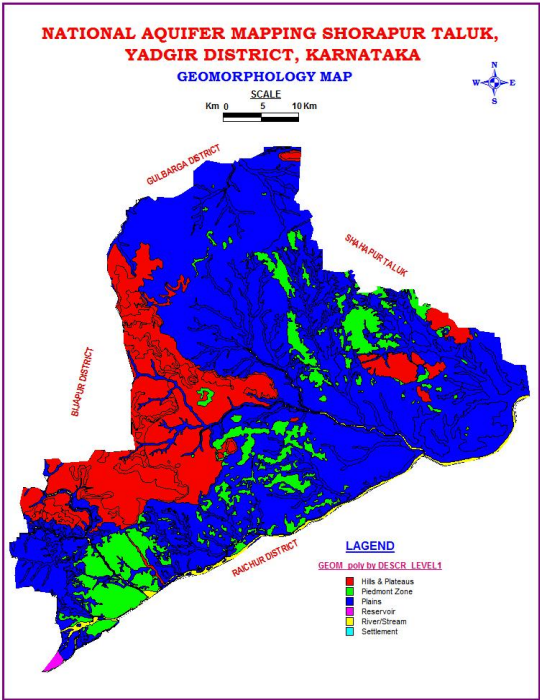 NATIONAL AQUIFER MAPPING SHORAPUR TALUK,
YADGIR DISTRICT, KARNATAKA
GEOMORPHOLOGY MAP
N
W E
S
SCALE
Km 0 5 10 Km
GULBARGA DISTRICT
SHAHAPUR TALUK
BIJAPUR DISTRICT
RAICHUR DISTRICT
LAGEND
GEOM_poly by DESCR_LEVEL1
Hills & Plateaus
Piedmont Zone
Plains
Reservoir
River/Stream
Settlement